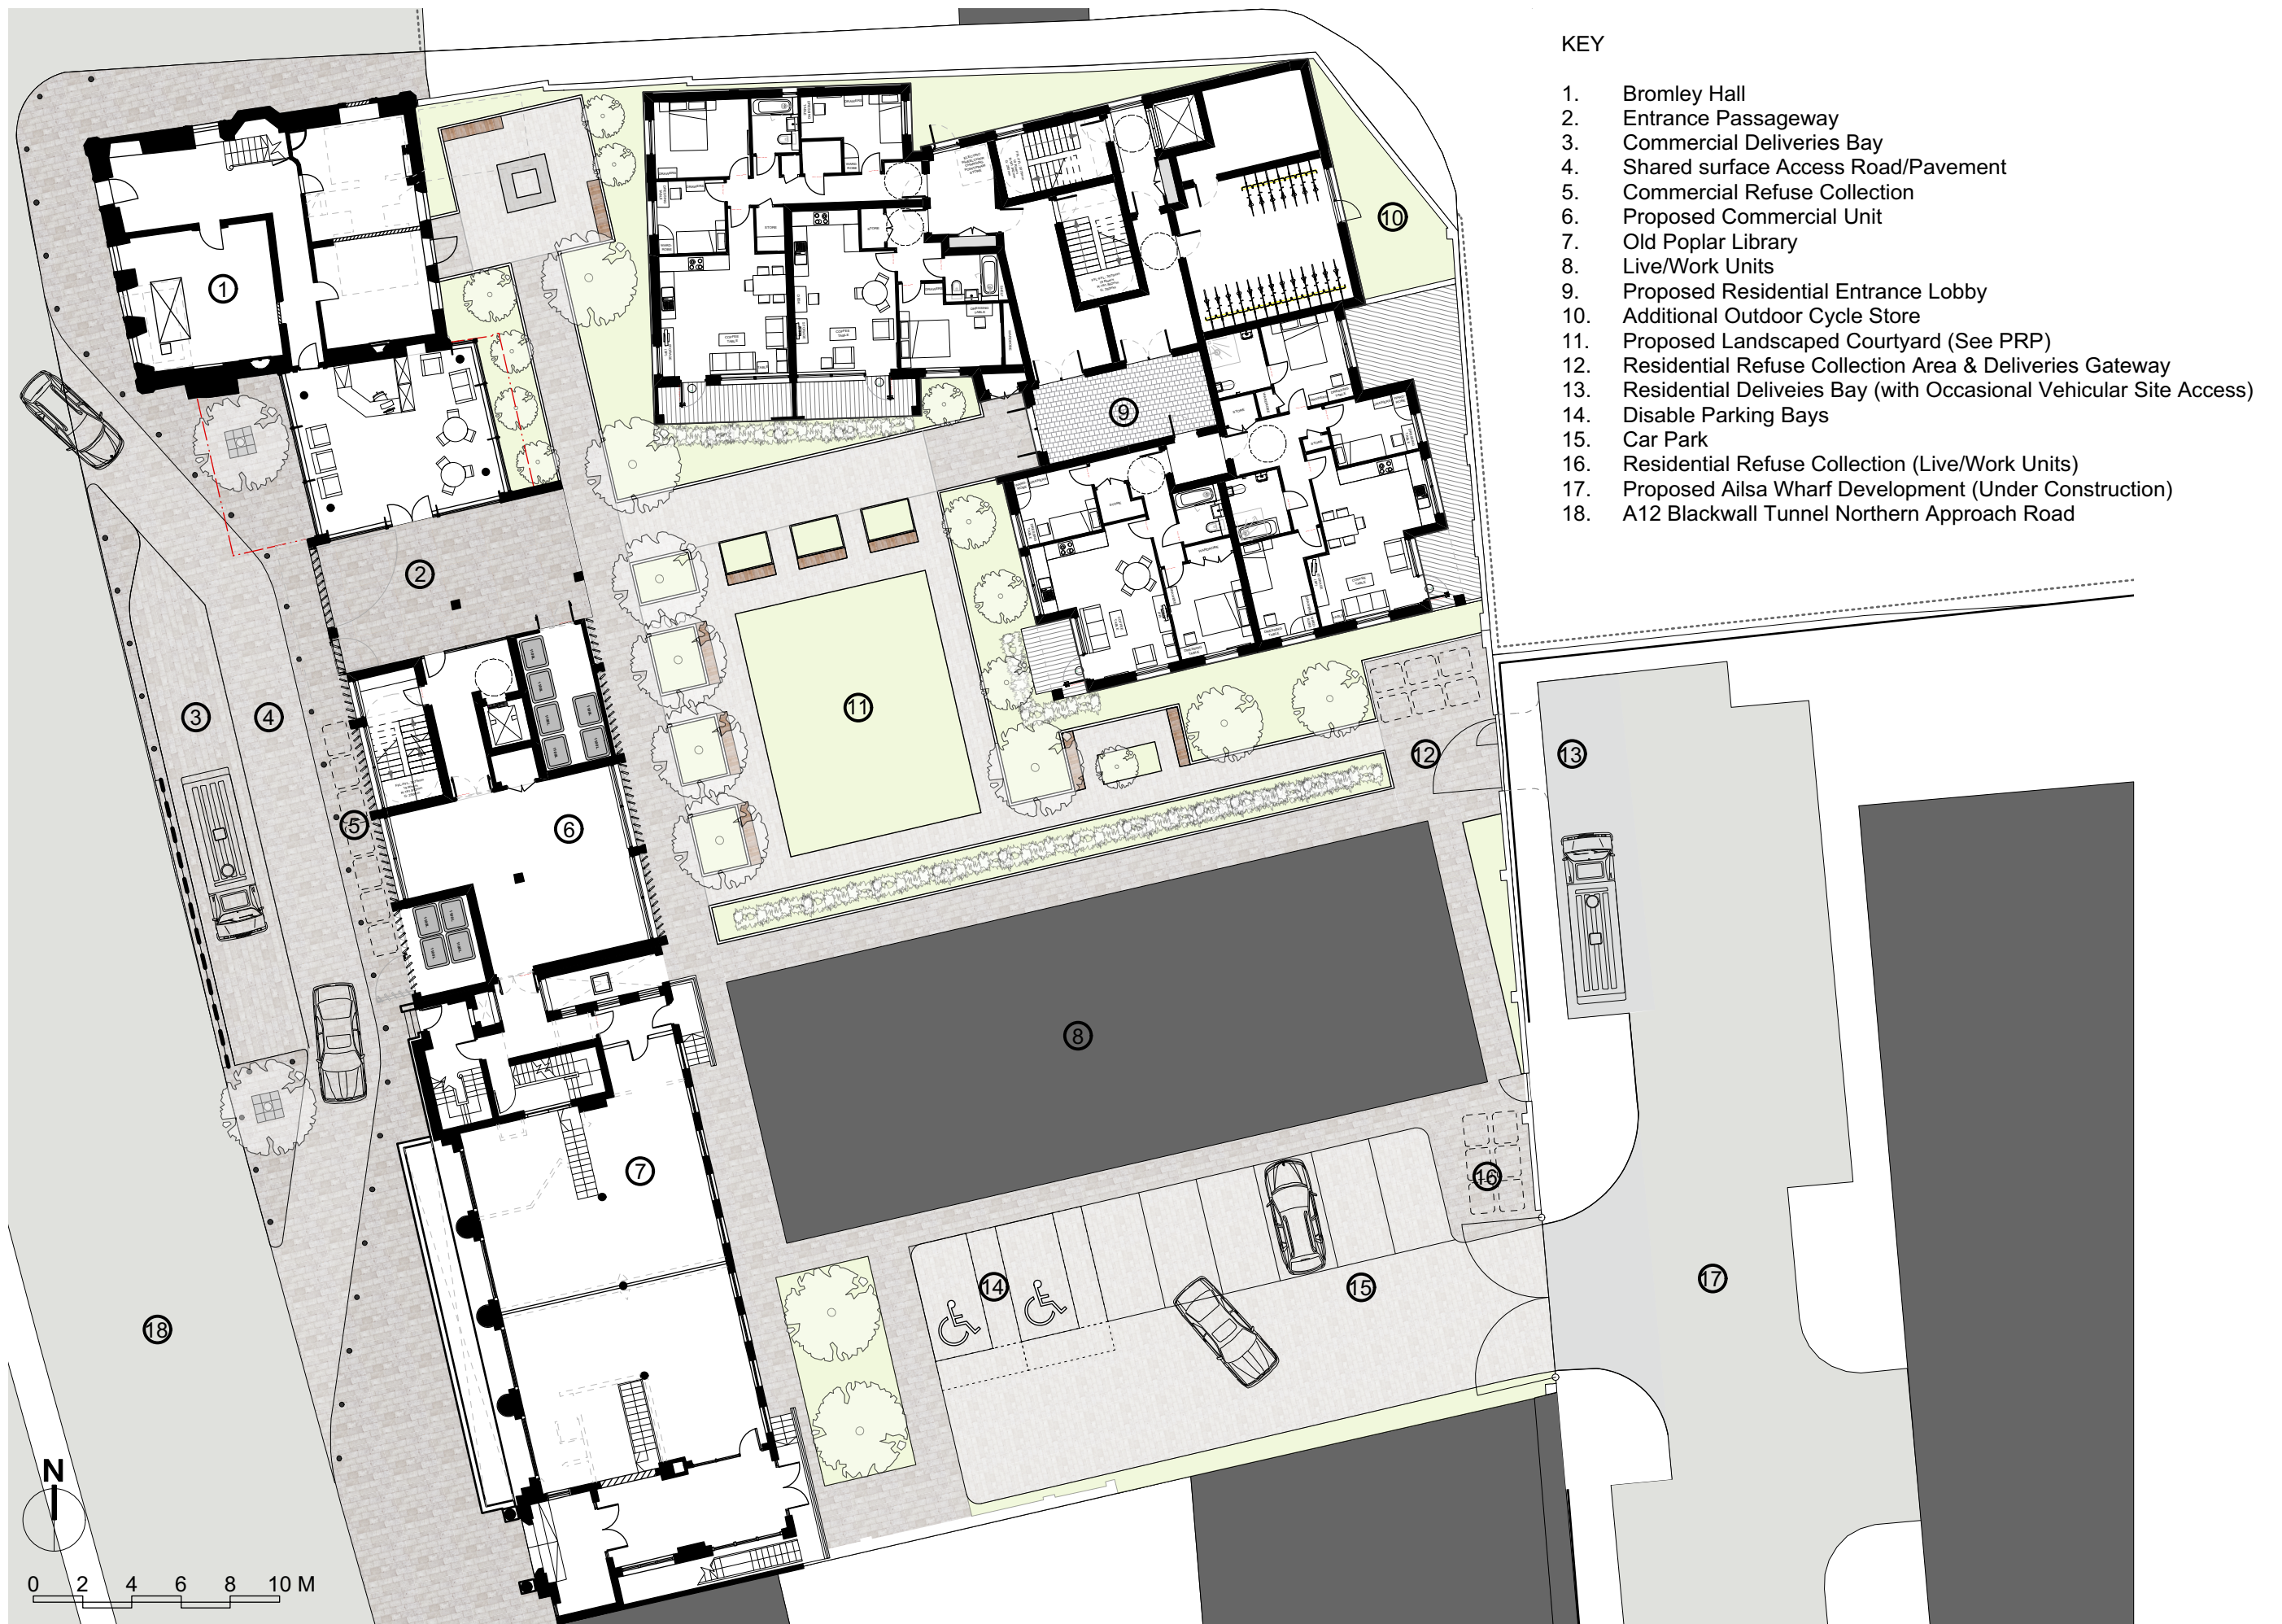 KEY
1. Bromley Hall
2. Entrance Passageway
3. Commercial Deliveries Bay
4. Shared surface Access Road/Pavement
5. Commercial Refuse Collection
6. Proposed Commercial Unit
7. Old Poplar Library
8. Live/Work Units
9. Proposed Residential Entrance Lobby
10. Additional Outdoor Cycle Store
11. Proposed Landscaped Courtyard (See PRP)
12. Residential Refuse Collection Area & Deliveries Gateway
13. Residential Deliveies Bay (with Occasional Vehicular Site Access)
14. Disable Parking Bays
15. Car Park
16. Residential Refuse Collection (Live/Work Units)
17. Proposed Ailsa Wharf Development (Under Construction)
18. A12 Blackwall Tunnel Northern Approach Road
10
1
9
2
3
4
11
12
13
5
6
8
7
16
14
15
17
18
N
0 2 4 6 8 10 M